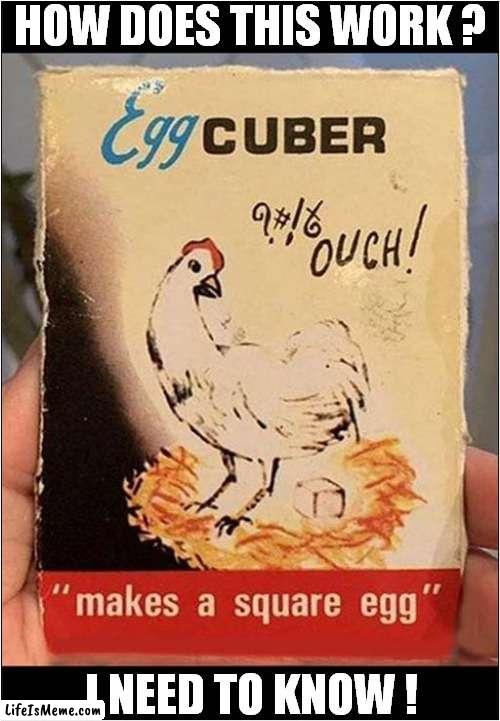 HOW DOES THIS WORK ?
Egg CUBER
?#!&
OUCH!
"makes a square egg"
I NEED TO KNOW !
LifeIsMeme.com